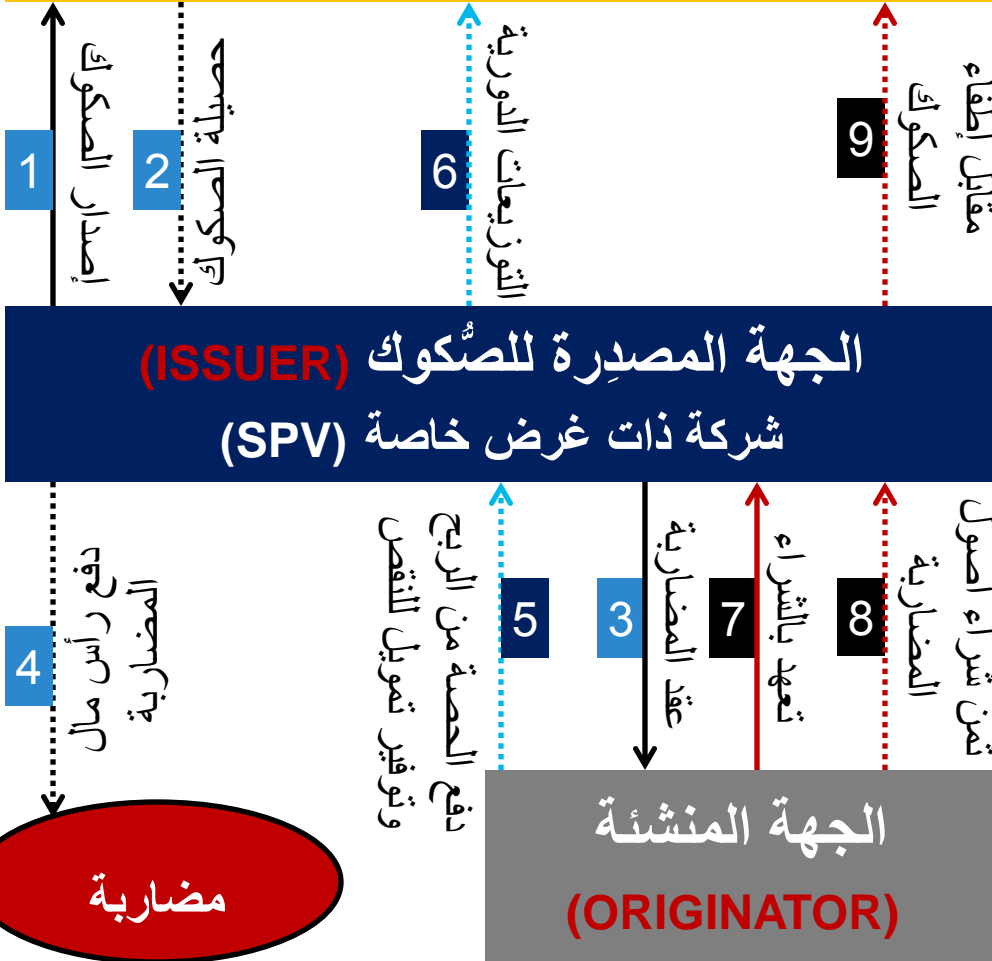 1
إصدار الصكوك
2
حصيلة الصكوك
6
التوزيعات الدورية
9
مقابل إطفاء
الصكوك
الجهة المصدِرة للصُّكوك (ISSUER)
شركة ذات غرض خاصة (SPV)
4
دفع رأس مال
المضاربة
دفع الحصة من الربح
وتوفير تمويل للنقص
5
3
عقد المضاربة
7
تعهد بالشراء
8
ثمن شراء اصول
المضاربة
مضاربة
الجهة المنشئة
(ORIGINATOR)